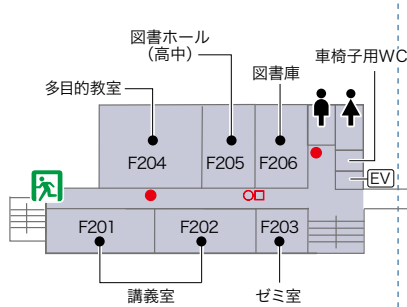 図書ホール
（高中）
車椅子用WC
図書庫
多目的教室
F204
F205
F206
EV
F201
F202
F203
講義室
ゼミ室